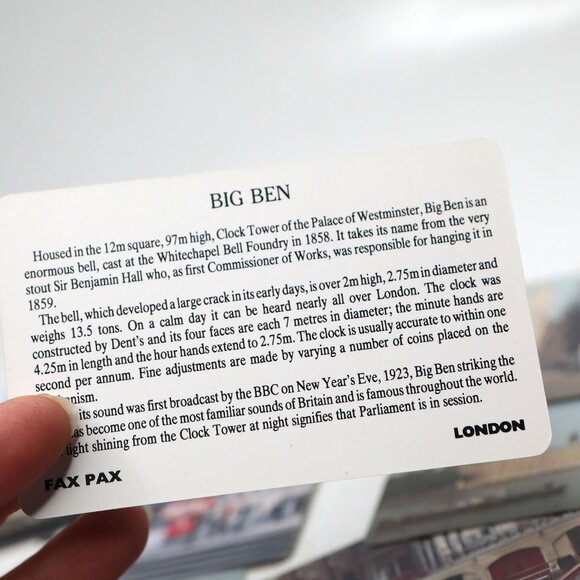 BIG BEN
Housed in the 12m square, 97m high, Clock Tower of the Palace of Westminster, Big Ben is an
enormous bell, cast at the Whitechapel Bell Foundry in 1858. It takes its name from the very
stout Sir Benjamin Hall who, as first Commissioner of Works, was responsible for hanging it in
1859.
The bell, which developed a large crack in its early days, is over 2m high, 2.75m in diameter and
weighs 13.5 tons. On a calm day it can be heard nearly all over London. The clock was
constructed by Dent's and its four faces are each 7 metres in diameter; the minute hands are
4.25m in length and the hour hands extend to 2.75m. The clock is usually accurate to within one
second per annum. Fine adjustments are made by varying a number of coins placed on the
its sound was first broadcast by the BBC on New Year's Eve, 1923, Big Ben striking the
become one of the most familiar sounds of Britain and is famous throughout the world.
light shining from the Clock Tower at night signifies that Parliament is in session.
FAX PAX
LONDON